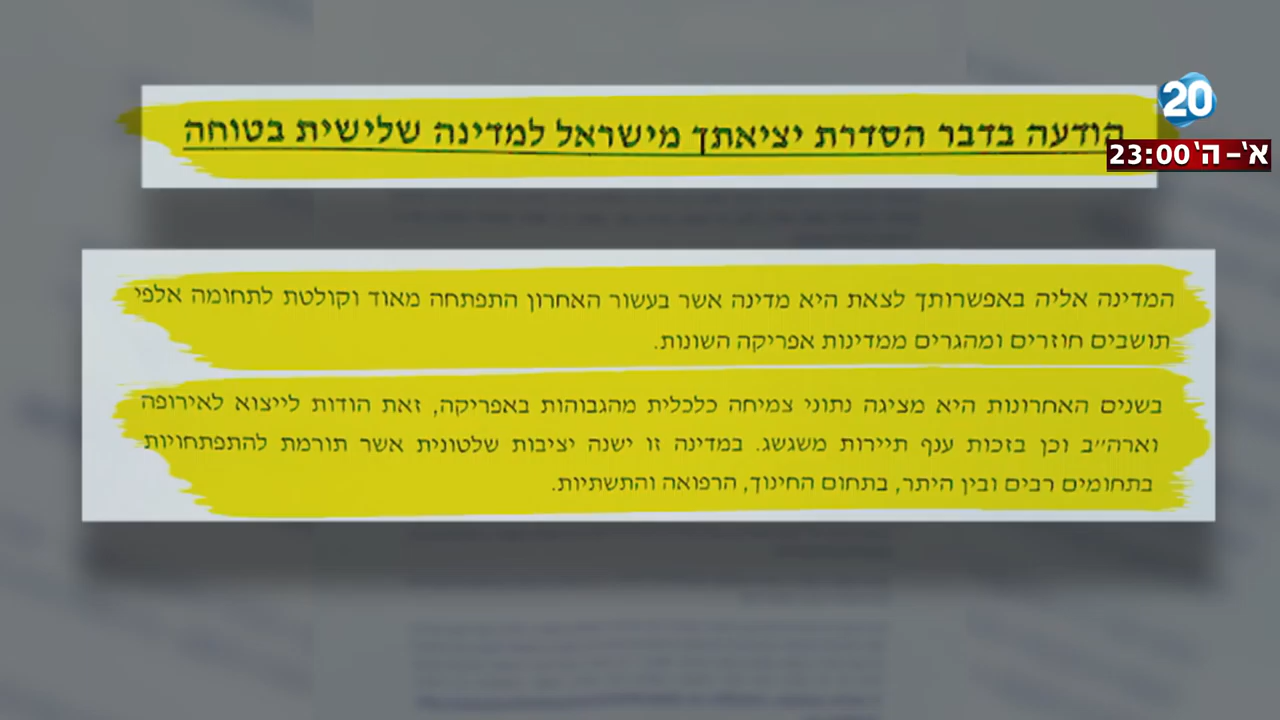 הודעה בדבר הסדרת יציאתך מישראל למדינה שלישית בטוחה
20
א'-ה' 23:00
המדינה אליה באפשרותך לצאת היא מדינה אשר בעשור האחרון התפתחה מאוד וקולטת לתחומה אלפי
תושבים חוזרים ומהגרים ממדינות אפריקה השונות.
בשנים האחרונות היא מציגה נתוני צמיחה כלכלית מהגבוהות באפריקה, זאת הודות לייצוא לאירופה
וארה״ב וכן בזכות ענף תיירות משגשג. במדינה זו ישנה יציבות שלטונית אשר תורמת להתפתחויות
בתחומים רבים ובין היתר, בתחום החינוך, הרפואה והתשתיות.